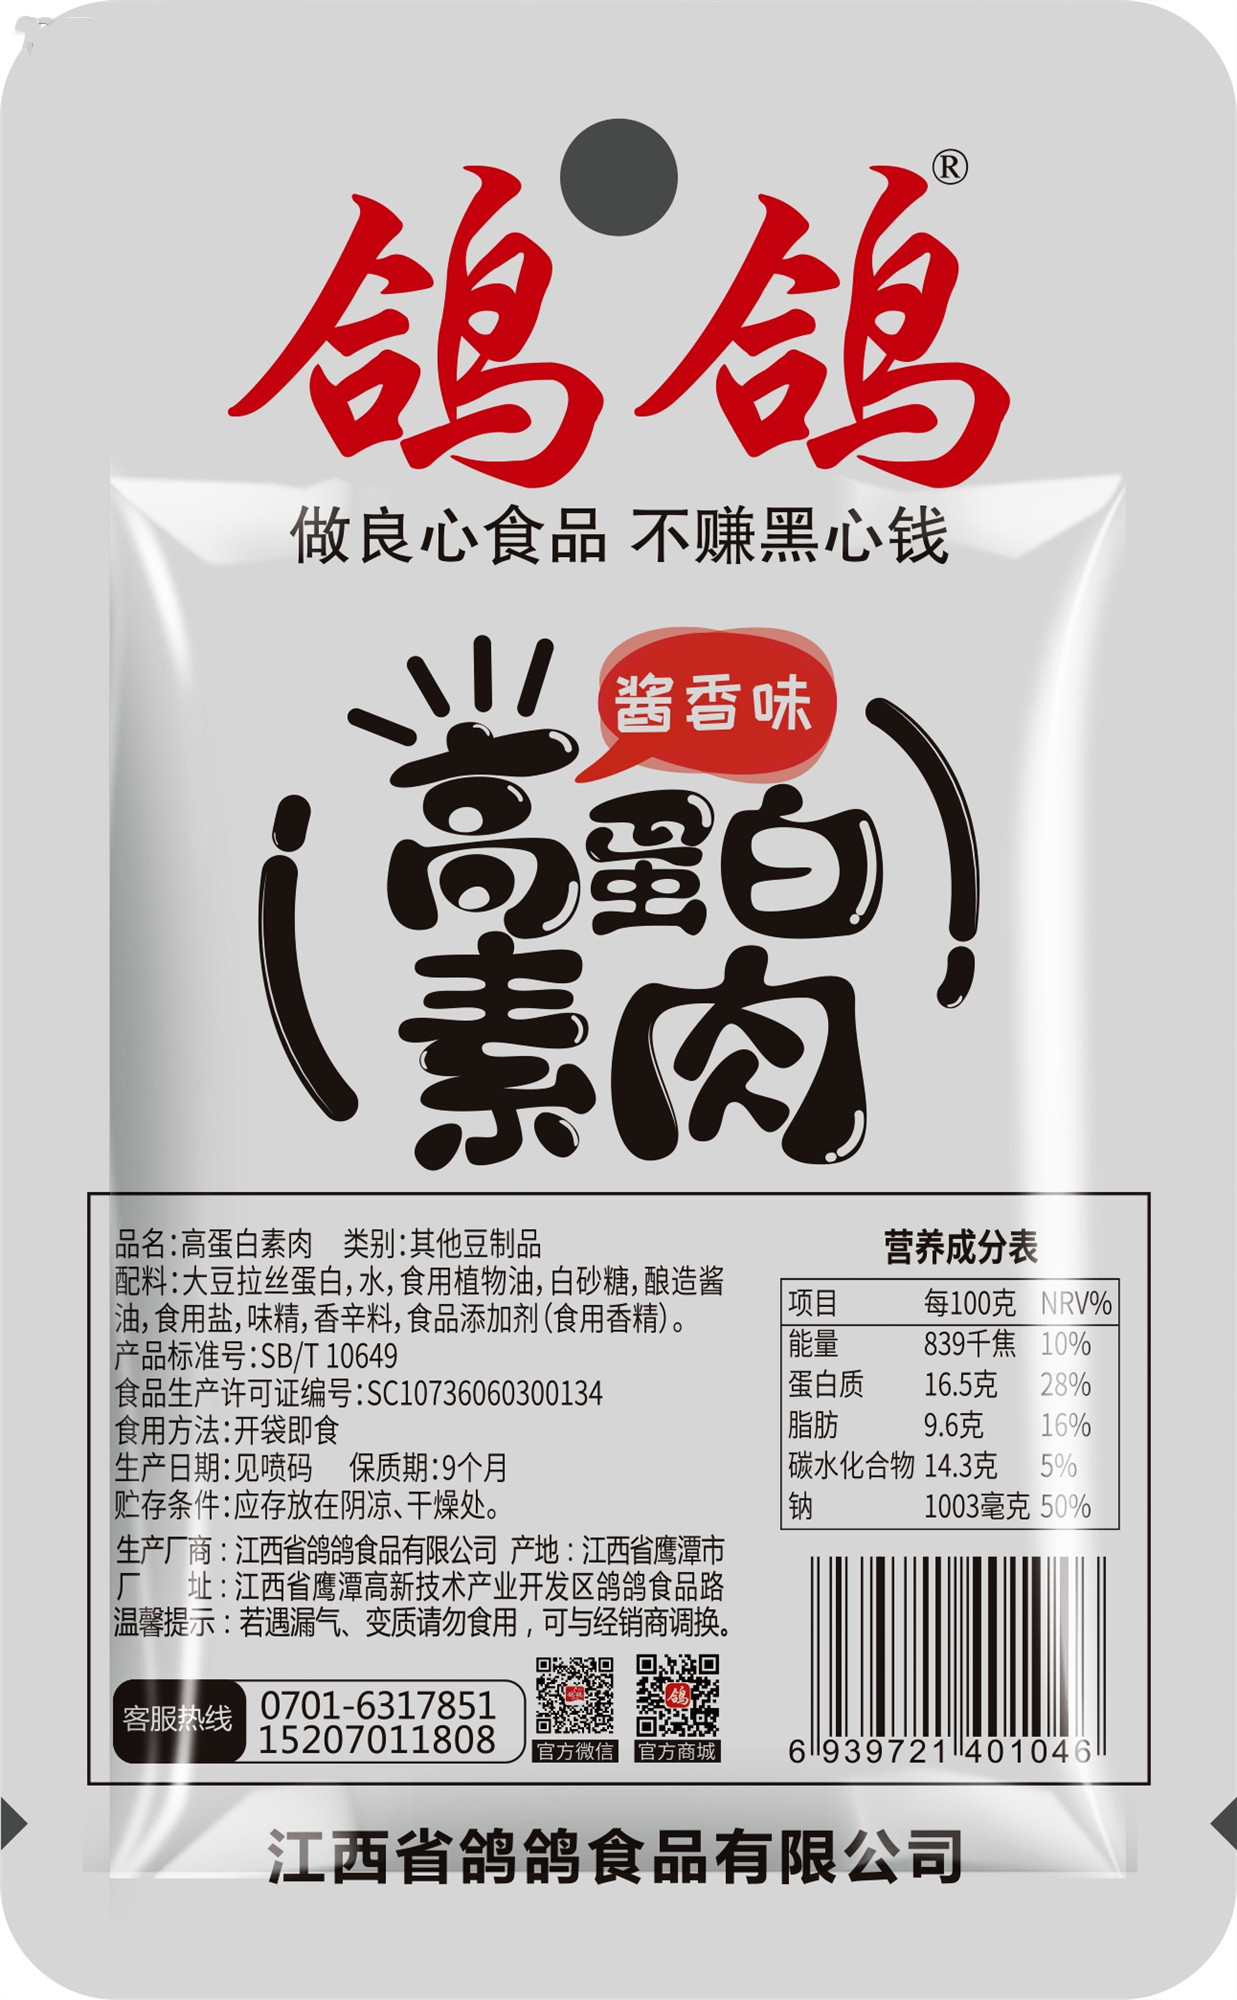 鸽鸽®
做良心食品 不赚黑心钱
酱香味
高蛋白
素肉
品名:高蛋白素肉 类别:其他豆制品
配料:大豆拉丝蛋白,水,食用植物油,白砂糖,酿造酱
油,食用盐,味精,香辛料,食品添加剂(食用香精)。
产品标准号:SB/T 10649
食品生产许可证编号:SC10736060300134
食用方法:开袋即食
生产日期:见喷码 保质期:9个月
贮存条件:应存放在阴凉、干燥处。
生产厂商:江西省鸽鸽食品有限公司 产地:江西省鹰潭市
厂 址:江西省鹰潭高新技术产业开发区鸽鸽食品路
温馨提示:若遇漏气、变质请勿食用,可与经销商调换。
客服热线
0701-6317851
15207011808
官方微信
官方商城
营养成分表
项目 每100克 NRV%
能量 839千焦 10%
蛋白质 16.5克 28%
脂肪 9.6克 16%
碳水化合物 14.3克 5%
钠 1003毫克 50%
6 939721 401046
江西省鸽鸽食品有限公司